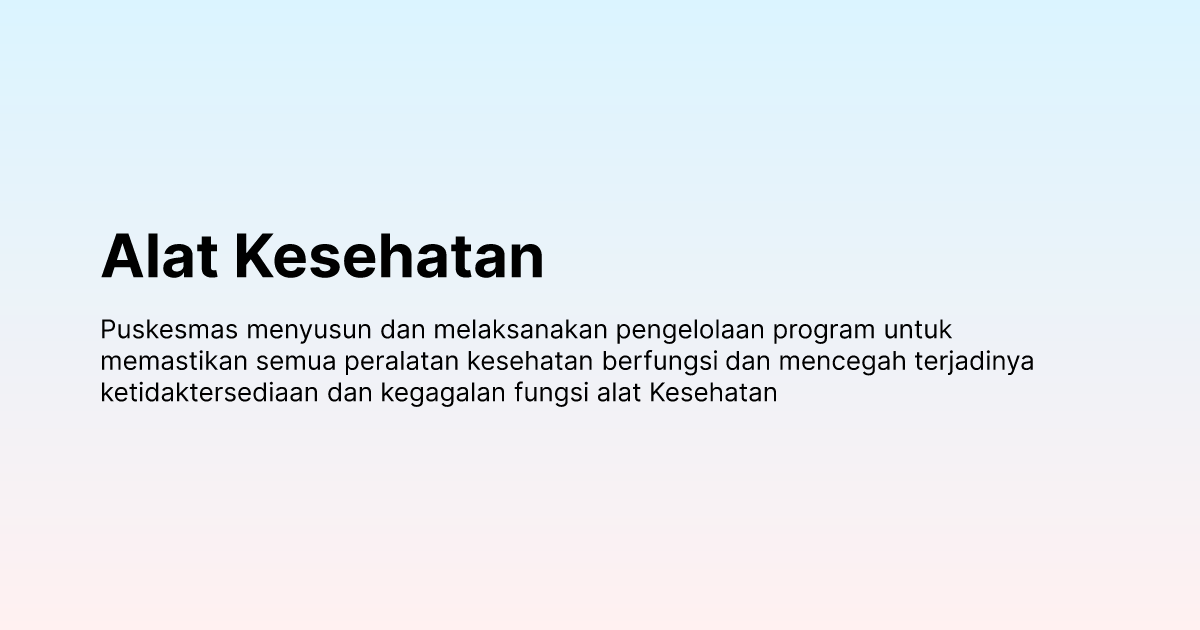 Alat Kesehatan
Puskesmas menyusun dan melaksanakan pengelolaan program untuk
memastikan semua peralatan kesehatan berfungsi dan mencegah terjadinya
ketidaktersediaan dan kegagalan fungsi alat Kesehatan